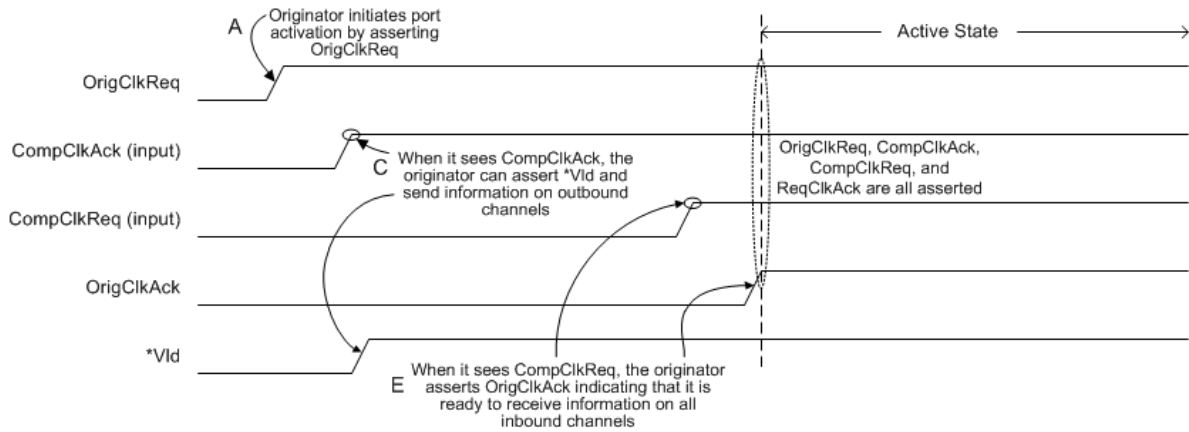 A
Originator initiates port
activation by asserting
OrigClkReq
Active State
OrigClkReq
CompClkAck (input)
C
When it sees CompClkAck, the
originator can assert *Vld and
send information on outbound
channels
OrigClkReq, CompClkAck,
CompClkReq, and
ReqClkAck are all asserted
CompClkReq (input)
OrigClkAck
*Vld
E
When it sees CompClkReq, the originator
asserts OrigClkAck indicating that it is
ready to receive information on all
inbound channels